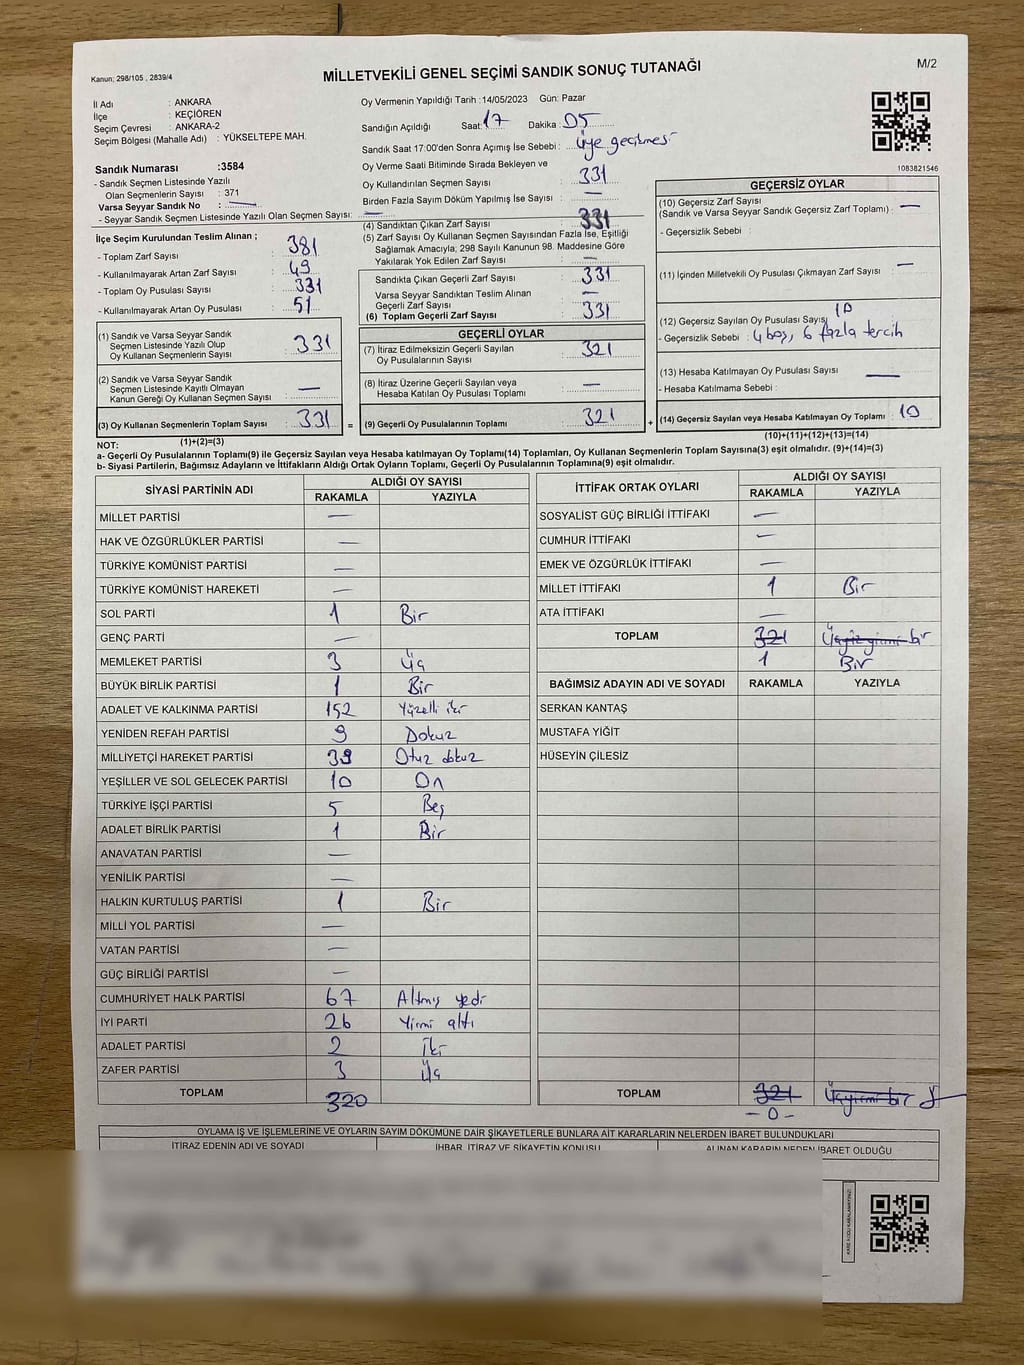 Kanun: 298/105 , 2839/4
MİLLETVEKİLİ GENEL SEÇİMİ SANDIK SONUÇ TUTANAĞI
M/2
İl Adı : ANKARA
İlçe : KEÇİÖREN
Seçim Çevresi : ANKARA-2
Seçim Bölgesi (Mahalle Adı) : YÜKSELTEPE MAH.
Sandık Numarası :3584
- Sandık Seçmen Listesinde Yazılı
Olan Seçmenlerin Sayısı : 371
Varsa Seyyar Sandık No : —
- Seyyar Sandık Seçmen Listesinde Yazılı Olan Seçmen Sayısı: —
Oy Vermenin Yapıldığı Tarih :14/05/2023 Gün: Pazar
Sandığın Açıldığı Saat: 17 Dakika 05
Sandık Saat 17:00'den Sonra Açımış İse Sebebi : üye gecikmesi
Oy Verme Saati Bitiminde Sırada Bekleyen ve
Oy Kullandırılan Seçmen Sayısı : 331
Birden Fazla Sayım Döküm Yapılmış İse Sayısı : —
(4) Sandıktan Çıkan Zarf Sayısı : 331
(5) Zarf Sayısı Oy Kullanan Seçmen Sayısından Fazla İse, Eşitliği
Sağlamak Amacıyla; 298 Sayılı Kanunun 98. Maddesine Göre
Yakılarak Yok Edilen Zarf Sayısı : —
Sandıkta Çıkan Geçerli Zarf Sayısı : 331
Varsa Seyyar Sandıktan Teslim Alınan
Geçerli Zarf Sayısı : —
(6) Toplam Geçerli Zarf Sayısı : 331
1083821546
GEÇERSİZ OYLAR
(10) Geçersiz Zarf Sayısı
(Sandık ve Varsa Seyyar Sandık Geçersiz Zarf Toplamı) : —
- Geçersizlik Sebebi :
(11) İçinden Milletvekili Oy Pusulası Çıkmayan Zarf Sayısı : —
(12) Geçersiz Sayılan Oy Pusulası Sayısı 10
- Geçersizlik Sebebi : 4 boş, 6 fazla tercih
(13) Hesaba Katılmayan Oy Pusulası Sayısı : —
- Hesaba Katılmama Sebebi :
(14) Geçersiz Sayılan veya Hesaba Katılmayan Oy Toplamı : 10
(10)+(11)+(12)+(13)=(14)
İlçe Seçim Kurulundan Teslim Alınan ;
- Toplam Zarf Sayısı : 381
- Kullanılmayarak Artan Zarf Sayısı : 49
- Toplam Oy Pusulası Sayısı : 331
- Kullanılmayarak Artan Oy Pusulası : 51
(1) Sandık ve Varsa Seyyar Sandık
Seçmen Listesinde Yazılı Olup
Oy Kullanan Seçmenlerin Sayısı : 331
(2) Sandık ve Varsa Seyyar Sandık
Seçmen Listesinde Kayıtlı Olmayan
Kanun Gereği Oy Kullanan Seçmen Sayısı : —
(3) Oy Kullanan Seçmenlerin Toplam Sayısı : 331 =
(1)+(2)=(3)
GEÇERLİ OYLAR
(7) İtiraz Edilmeksizin Geçerli Sayılan
Oy Pusulalarının Sayısı : 321
(8) İtiraz Üzerine Geçerli Sayılan veya
Hesaba Katılan Oy Pusulası Toplamı : —
(9) Geçerli Oy Pusulalarının Toplamı : 321 +
NOT:
a- Geçerli Oy Pusulalarının Toplamı(9) ile Geçersiz Sayılan veya Hesaba katılmayan Oy Toplamı(14) Toplamları, Oy Kullanan Seçmenlerin Toplam Sayısına(3) eşit olmalıdır. (9)+(14)=(3)
b- Siyasi Partilerin, Bağımsız Adayların ve İttifakların Aldığı Ortak Oyların Toplamı, Geçerli Oy Pusulalarının Toplamına(9) eşit olmalıdır.
SİYASİ PARTİNİN ADI ALDIĞI OY SAYISI
RAKAMLA YAZIYLA
MİLLET PARTİSİ —
HAK VE ÖZGÜRLÜKLER PARTİSİ —
TÜRKİYE KOMÜNİST PARTİSİ —
TÜRKİYE KOMÜNİST HAREKETİ —
SOL PARTİ 1 Bir
GENÇ PARTİ —
MEMLEKET PARTİSİ 3 Üç
BÜYÜK BİRLİK PARTİSİ 1 Bir
ADALET VE KALKINMA PARTİSİ 152 Yüzelli iki
YENİDEN REFAH PARTİSİ 9 Dokuz
MİLLİYETÇİ HAREKET PARTİSİ 39 Otuz dokuz
YEŞİLLER VE SOL GELECEK PARTİSİ 10 On
TÜRKİYE İŞÇİ PARTİSİ 5 Beş
ADALET BİRLİK PARTİSİ 1 Bir
ANAVATAN PARTİSİ —
YENİLİK PARTİSİ —
HALKIN KURTULUŞ PARTİSİ 1 Bir
MİLLİ YOL PARTİSİ —
VATAN PARTİSİ —
GÜÇ BİRLİĞİ PARTİSİ —
CUMHURİYET HALK PARTİSİ 67 Altmış yedi
İYİ PARTİ 26 Yirmi altı
ADALET PARTİSİ 2 İki
ZAFER PARTİSİ 3 Üç
TOPLAM 320
İTTİFAK ORTAK OYLARI ALDIĞI OY SAYISI
RAKAMLA YAZIYLA
SOSYALİST GÜÇ BİRLİĞİ İTTİFAKI —
CUMHUR İTTİFAKI —
EMEK VE ÖZGÜRLÜK İTTİFAKI —
MİLLET İTTİFAKI 1 Bir
ATA İTTİFAKI —
TOPLAM 321 Üçyüzyirmi bir
1 Bir
BAĞIMSIZ ADAYIN ADI VE SOYADI RAKAMLA YAZIYLA
SERKAN KANTAŞ
MUSTAFA YİĞİT
HÜSEYİN ÇİLESİZ
TOPLAM 321
-0-
OYLAMA İŞ VE İŞLEMLERİNE VE OYLARIN SAYIM DÖKÜMÜNE DAİR ŞİKAYETLERLE BUNLARA AİT KARARLARIN NELERDEN İBARET BULUNDUKLARI
İTİRAZ EDENİN ADI VE SOYADI İHBAR, İTİRAZ VE ŞİKAYETİN KONUSU ALINAN KARARIN NEDEN İBARET OLDUĞU